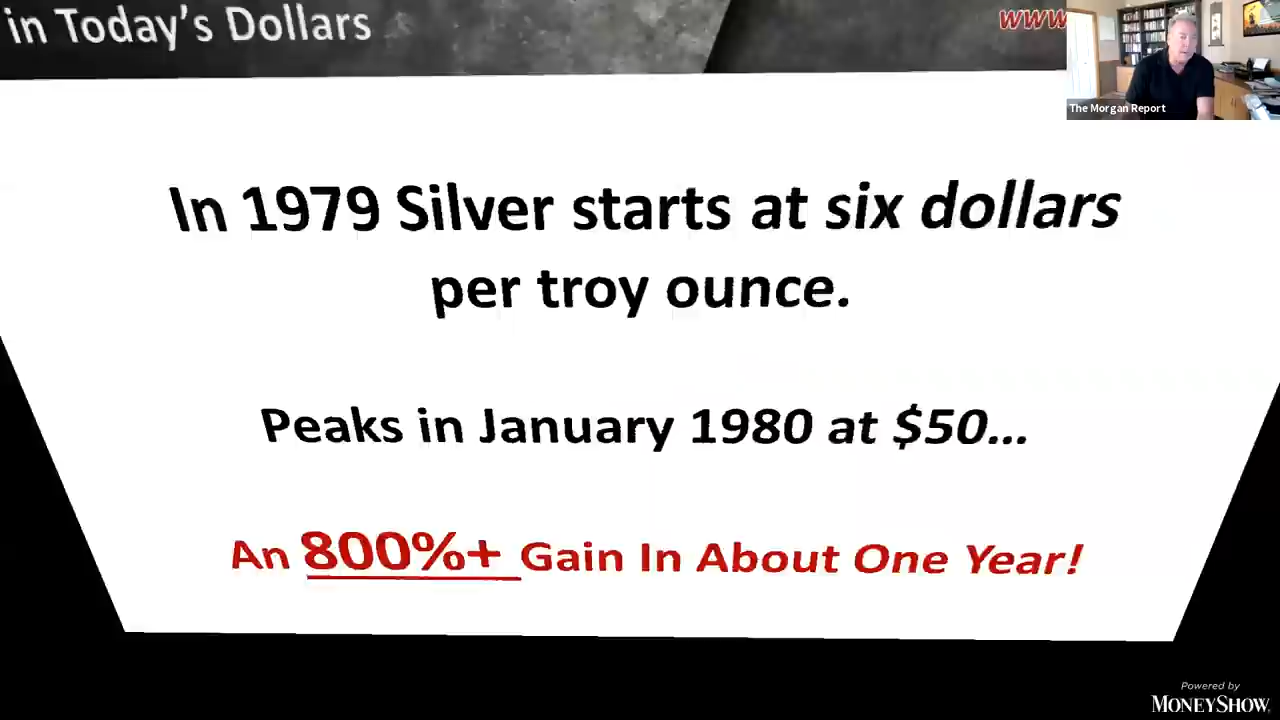 in Today's Dollars
www
The Morgan Report
In 1979 Silver starts at six dollars
per troy ounce.
Peaks in January 1980 at $50...
An 800%+ Gain In About One Year!
Powered by
MONEYSHOW